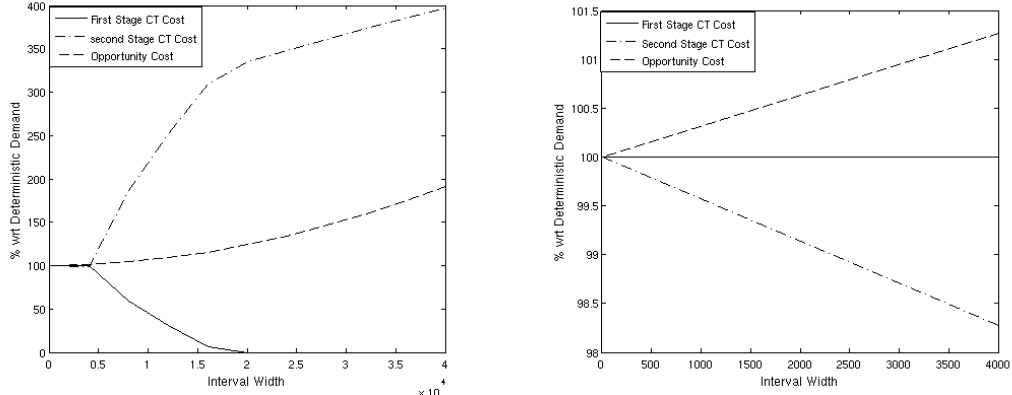 400
350
300
250
200
150
100
50
0
% wrt Deterministic Demand
First Stage CT Cost
second Stage CT Cost
Opportunity Cost
0 0.5 1 1.5 2 2.5 3 3.5 4
Interval Width
× 10 4
101.5
101
100.5
100
99.5
99
98.5
98
% wrt Deterministic Demand
First Stage CT Cost
Second Stage CT Cost
Opportunity Cost
0 500 1000 1500 2000 2500 3000 3500 4000
Interval Width